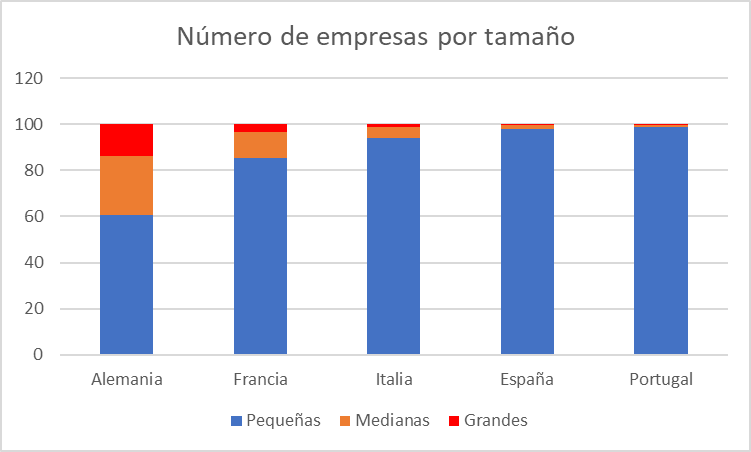 Número de empresas por tamaño
120
100
80
60
40
20
0
Alemania Francia Italia España Portugal
Pequeñas Medianas Grandes